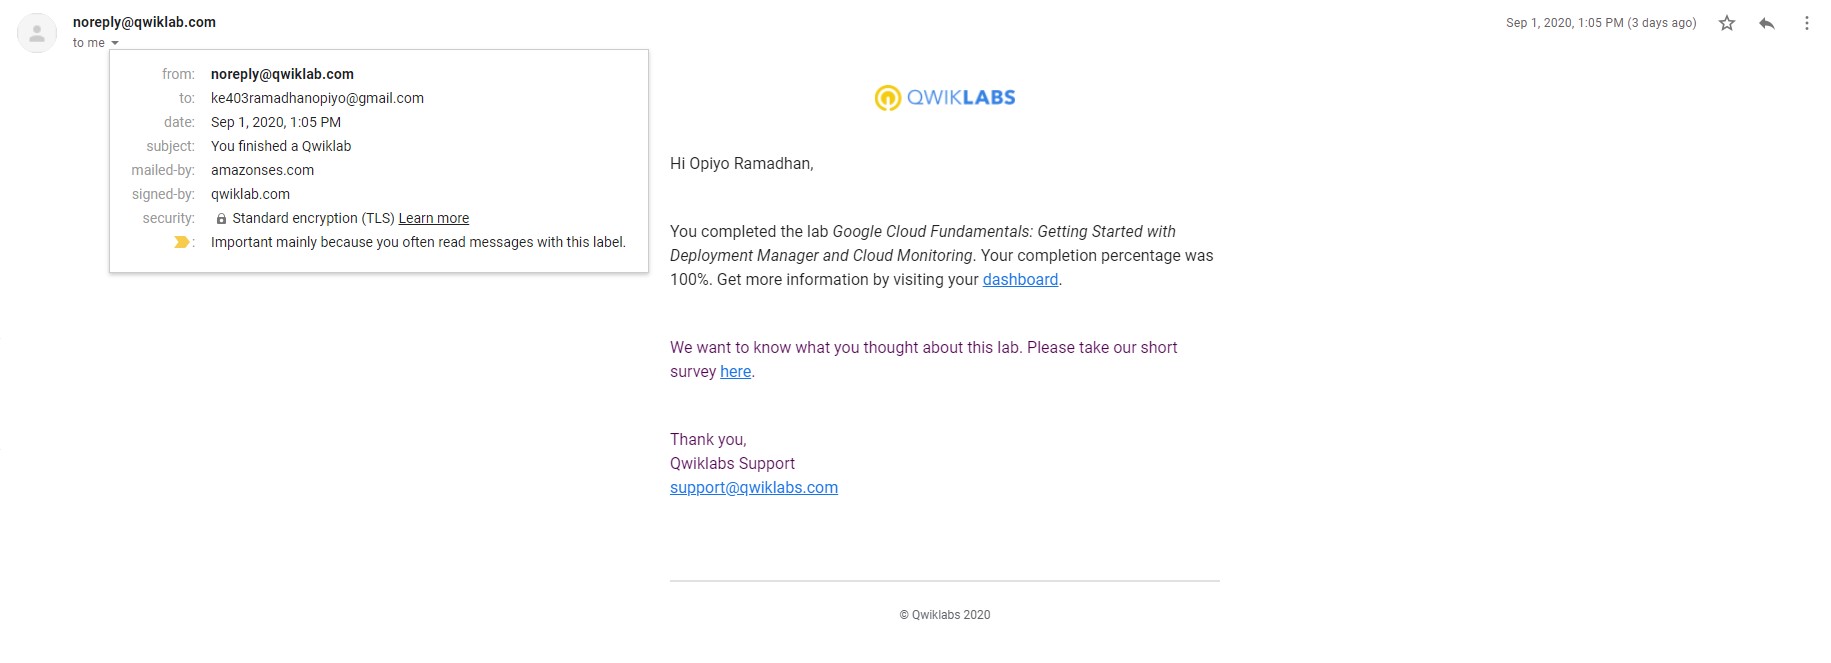 noreply@qwiklab.com
Sep 1, 2020, 1:05 PM (3 days ago)
to me
from: noreply@qwiklab.com
to: ke403ramadhanopiyo@gmail.com
date: Sep 1, 2020, 1:05 PM
subject: You finished a Qwiklab
mailed-by: amazonses.com
signed-by: qwiklab.com
security: Standard encryption (TLS) Learn more
: Important mainly because you often read messages with this label.
QWIKLABS
Hi Opiyo Ramadhan,
You completed the lab Google Cloud Fundamentals: Getting Started with
Deployment Manager and Cloud Monitoring. Your completion percentage was
100%. Get more information by visiting your dashboard.
We want to know what you thought about this lab. Please take our short
survey here.
Thank you,
Qwiklabs Support
support@qwiklabs.com
© Qwiklabs 2020